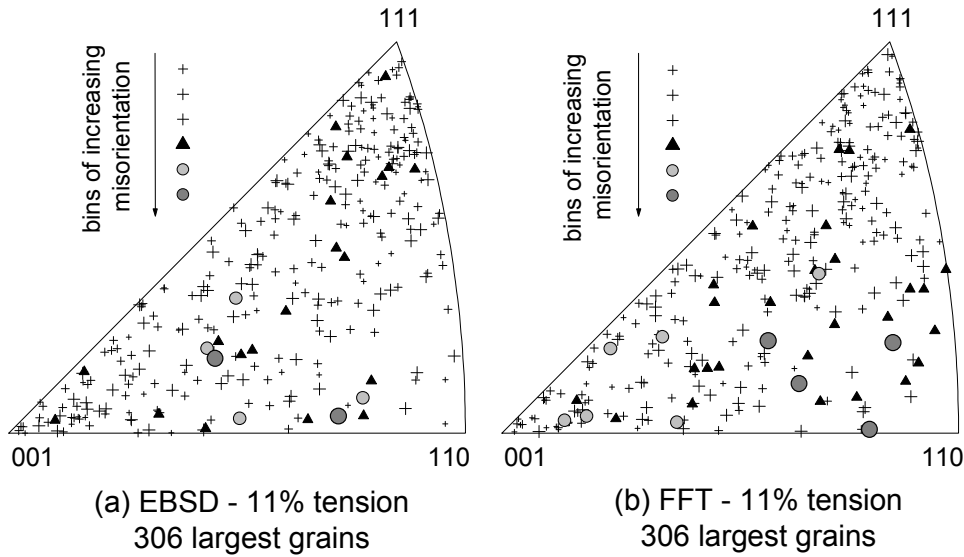 111
bins of increasing
misorientation
001
110
(a) EBSD - 11% tension
306 largest grains
111
bins of increasing
misorientation
001
110
(b) FFT - 11% tension
306 largest grains